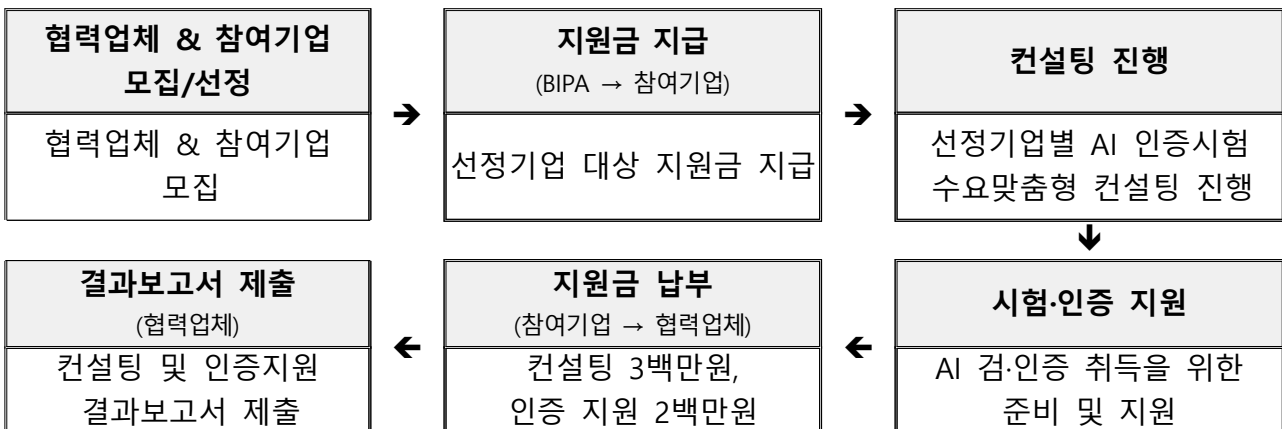 협력업체 & 참여기업
모집/선정
협력업체 & 참여기업
모집
➔
지원금 지급
(BIPA → 참여기업)
선정기업 대상 지원금 지급
➔
컨설팅 진행
선정기업별 AI 인증시험
수요맞춤형 컨설팅 진행
🡻
시험·인증 지원
AI 검·인증 취득을 위한
준비 및 지원
🡸
지원금 납부
(참여기업 → 협력업체)
컨설팅 3백만원,
인증 지원 2백만원
🡸
결과보고서 제출
(협력업체)
컨설팅 및 인증지원
결과보고서 제출